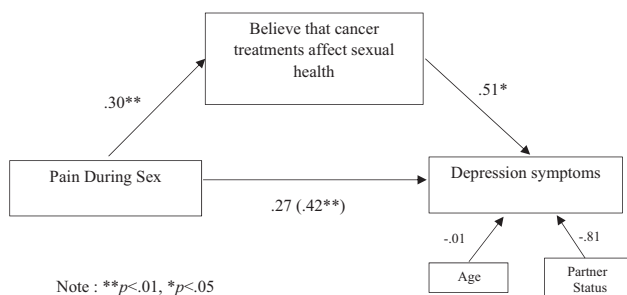 Believe that cancer
treatments affect sexual
health
.30**
.51*
Pain During Sex
Depression symptoms
.27 (.42**)
-.01
-.81
Age
Partner
Status
Note : **p<.01, *p<.05